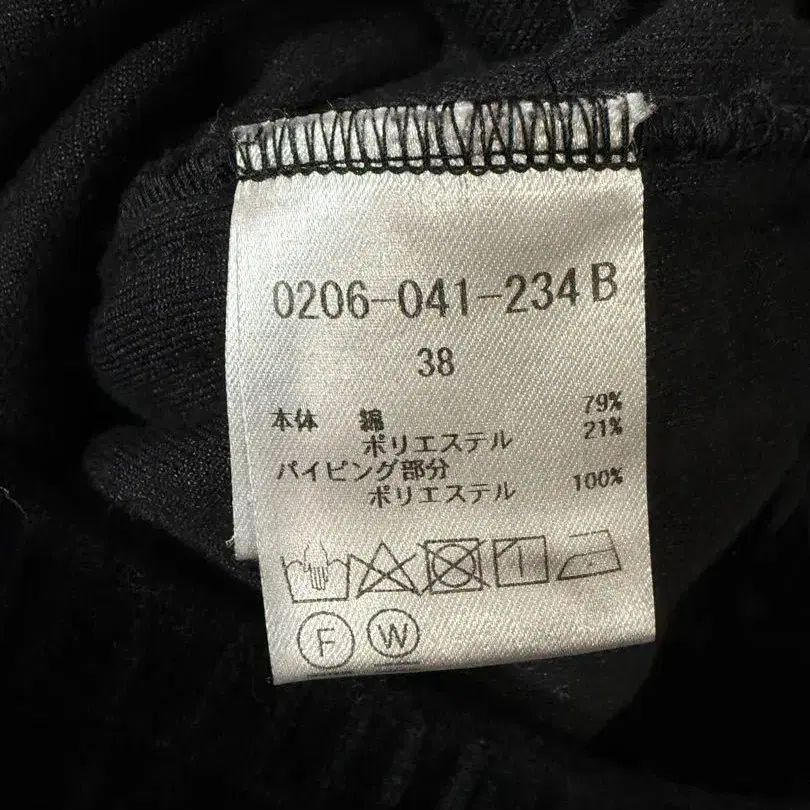 0206-041-234 B
38
本体 綿 79%
ポリエステル 21%
パイピング部分
ポリエステル 100%
F W